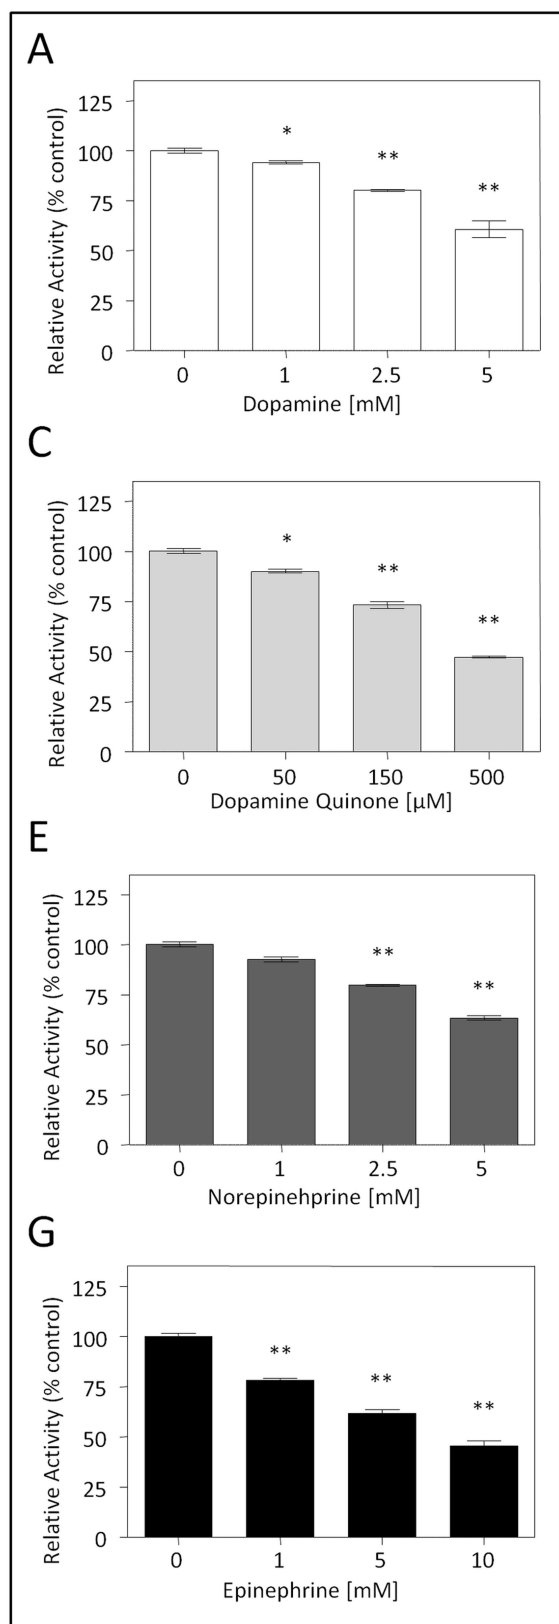 A
Relative Activity (% control)
125
100
75
50
25
0
*
**
**
0 1 2.5 5
Dopamine [mM]
C
Relative Activity (% control)
125
100
75
50
25
0
*
**
**
0 50 150 500
Dopamine Quinone [µM]
E
Relative Activity (% control)
125
100
75
50
25
0
**
**
0 1 2.5 5
Norepinehprine [mM]
G
Relative Activity (% control)
125
100
75
50
25
0
**
**
**
0 1 5 10
Epinephrine [mM]